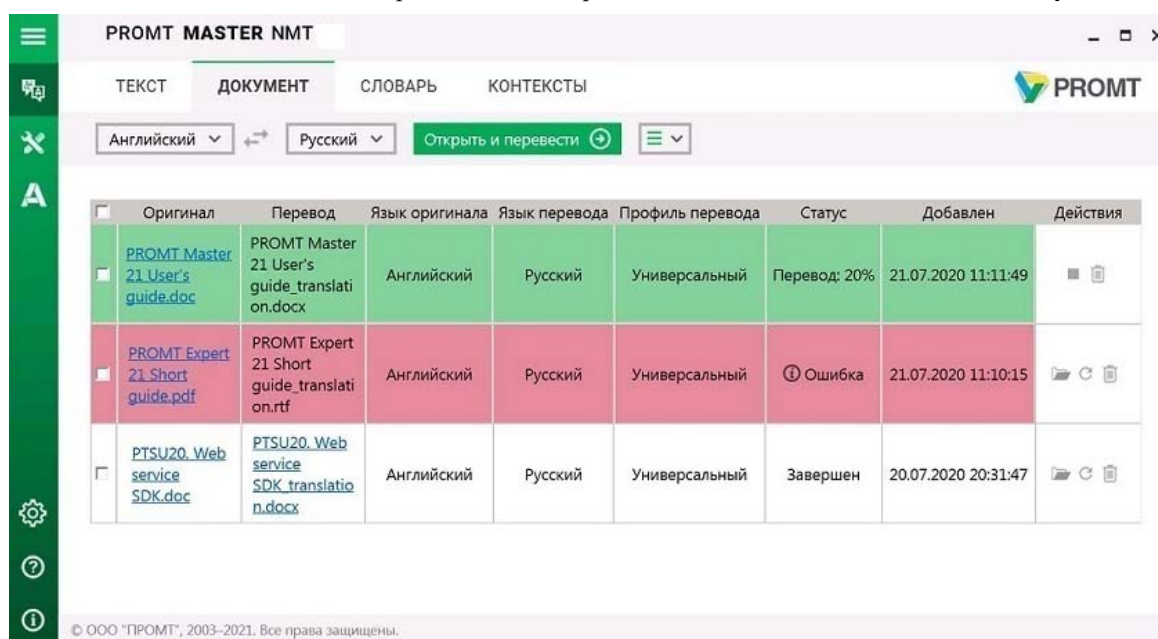 PROMT MASTER NMT
ТЕКСТ ДОКУМЕНТ СЛОВАРЬ КОНТЕКСТЫ PROMT
Английский Русский Открыть и перевести
Оригинал Перевод Язык оригинала Язык перевода Профиль перевода Статус Добавлен Действия
PROMT Master
21 User's
guide.doc
PROMT Master
21 User's
guide_translati
on.docx
Английский Русский Универсальный Перевод: 20% 21.07.2020 11:11:49
PROMT Expert
21 Short
guide.pdf
PROMT Expert
21 Short
guide_translati
on.rtf
Английский Русский Универсальный Ошибка 21.07.2020 11:10:15
PTSU20. Web
service
SDK.doc
PTSU20. Web
service
SDK_translatio
n.docx
Английский Русский Универсальный Завершен 20.07.2020 20:31:47
© ООО "ПРОМТ", 2003–2021. Все права защищены.